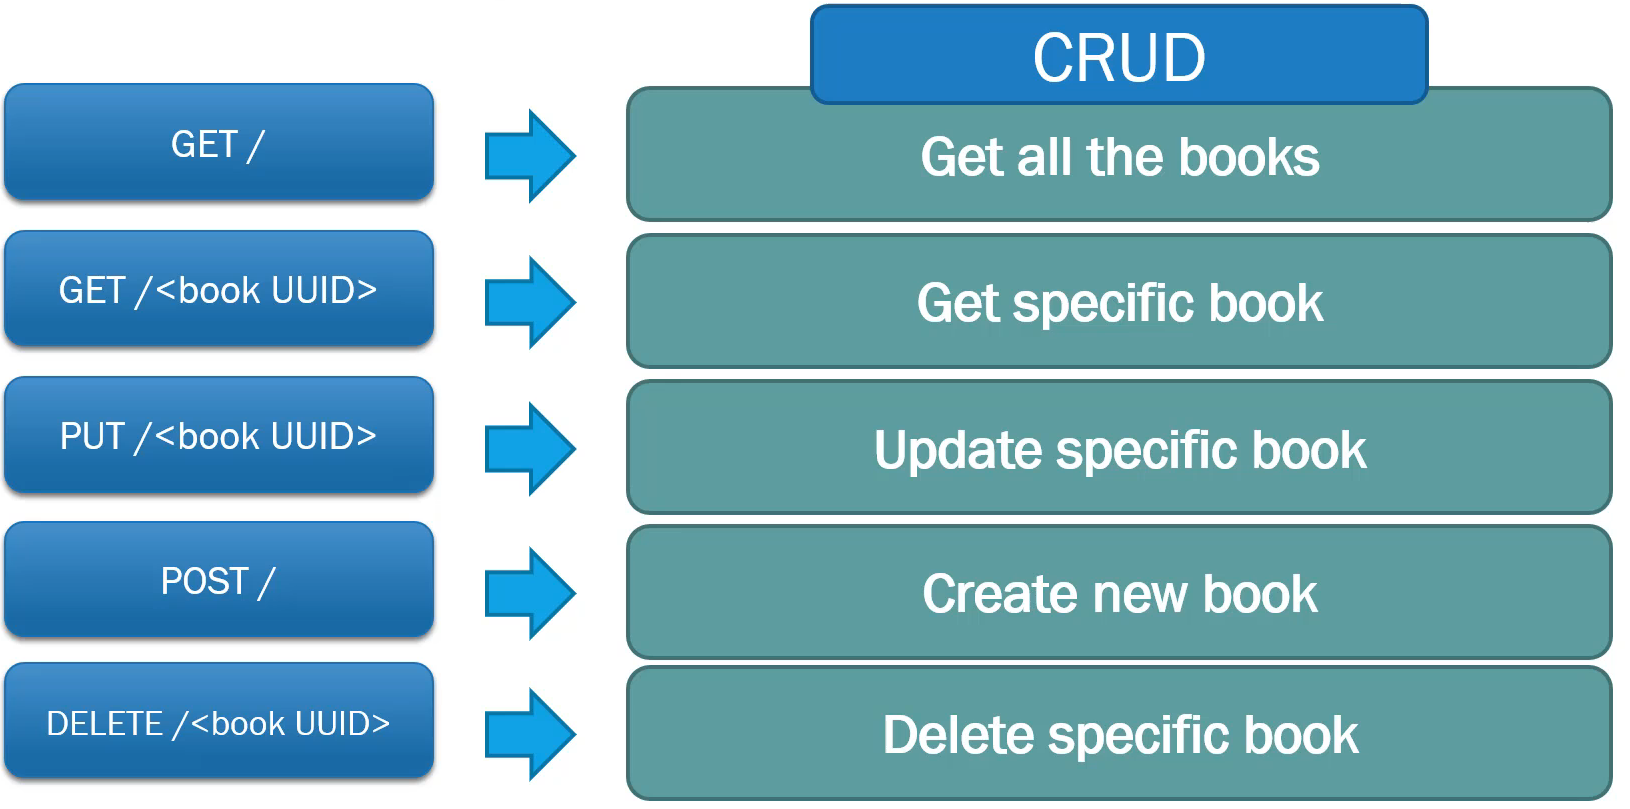 CRUD
GET /
Get all the books
GET /<book UUID>
Get specific book
PUT /<book UUID>
Update specific book
POST /
Create new book
DELETE /<book UUID>
Delete specific book